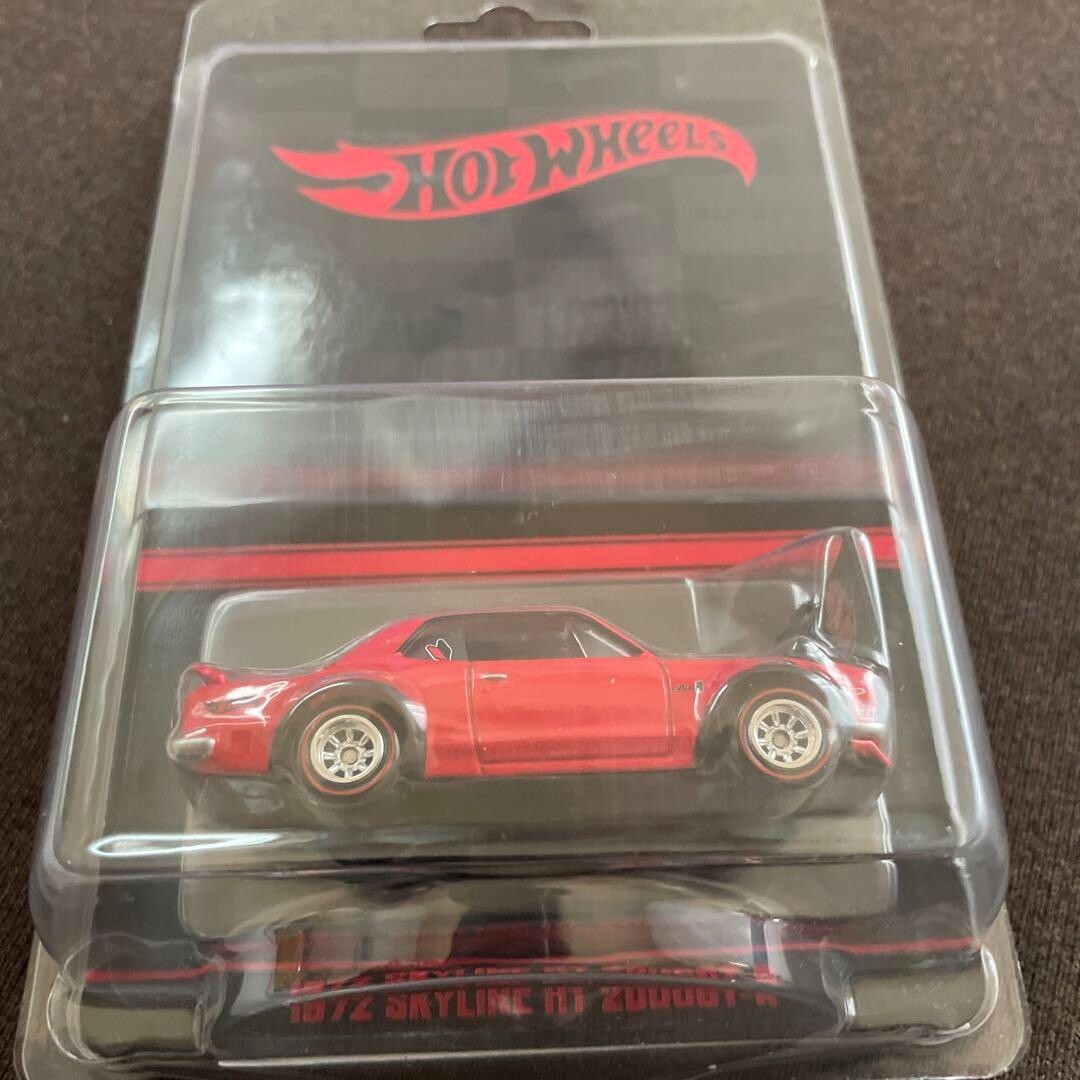 Hot Wheels
1972 SKYLINE HT 2000GT-R